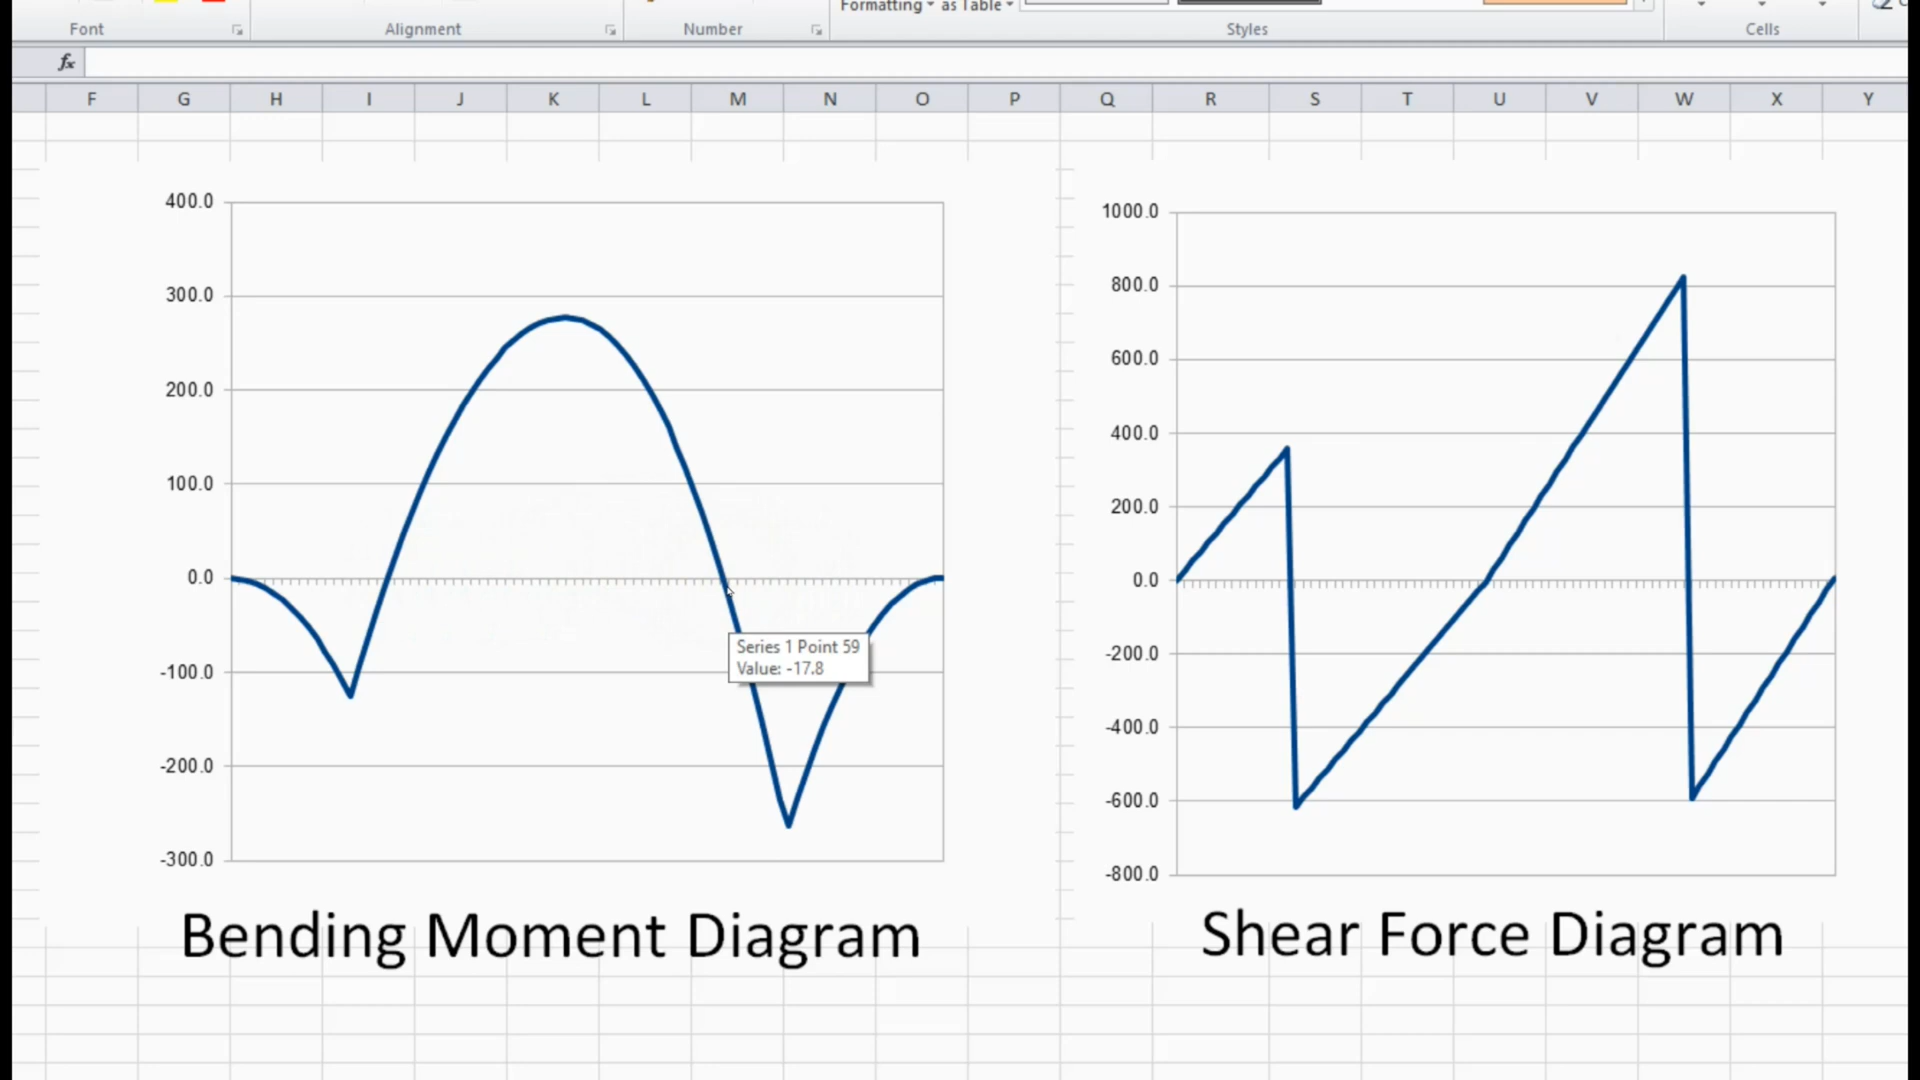 Formatting as Table
Font Alignment Number Styles Cells
fx
F G H I J K L M N O P Q R S T U V W X Y
400.0
300.0
200.0
100.0
0.0
-100.0
-200.0
-300.0
Series 1 Point 59
Value: -17.8
Bending Moment Diagram
1000.0
800.0
600.0
400.0
200.0
0.0
-200.0
-400.0
-600.0
-800.0
Shear Force Diagram